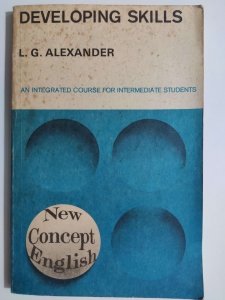 DEVELOPING SKILLS
L. G. ALEXANDER
AN INTEGRATED COURSE FOR INTERMEDIATE STUDENTS
New
Concept
English